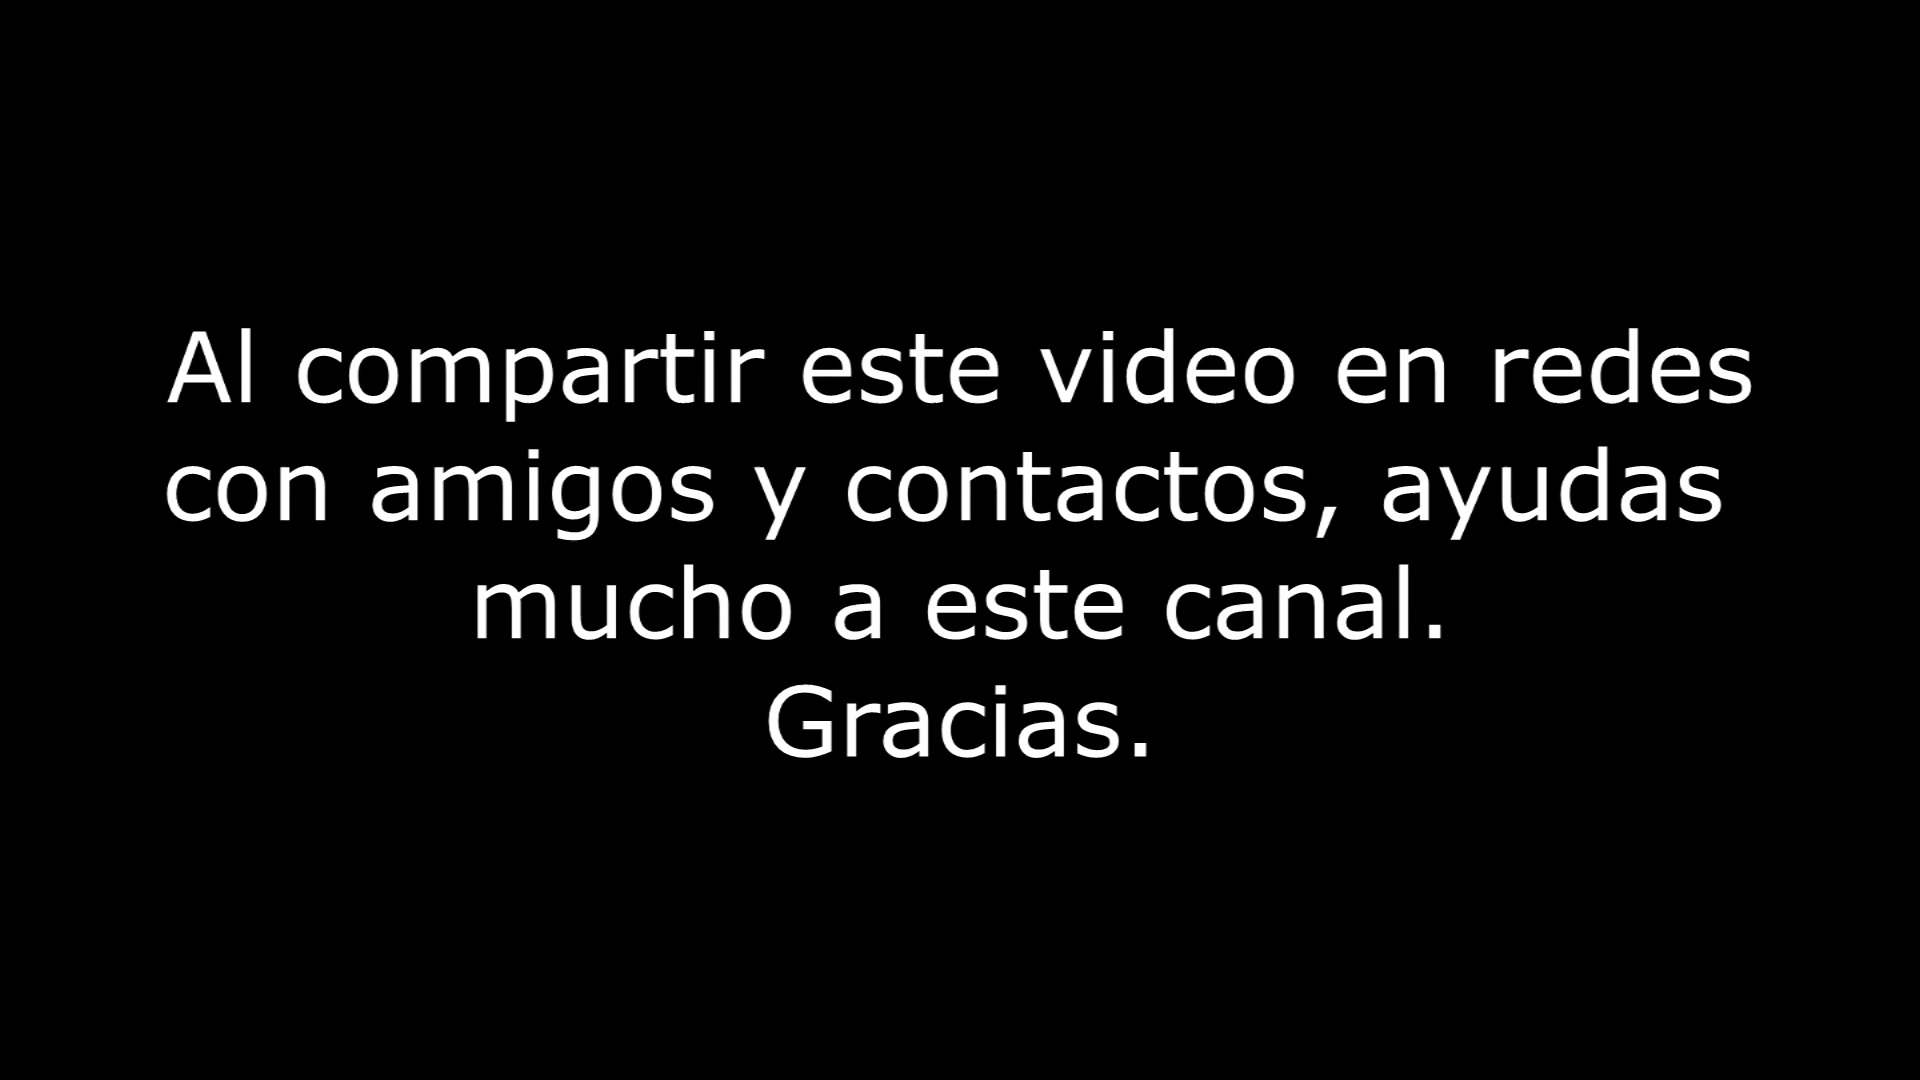 Al compartir este video en redes
con amigos y contactos, ayudas
mucho a este canal.
Gracias.